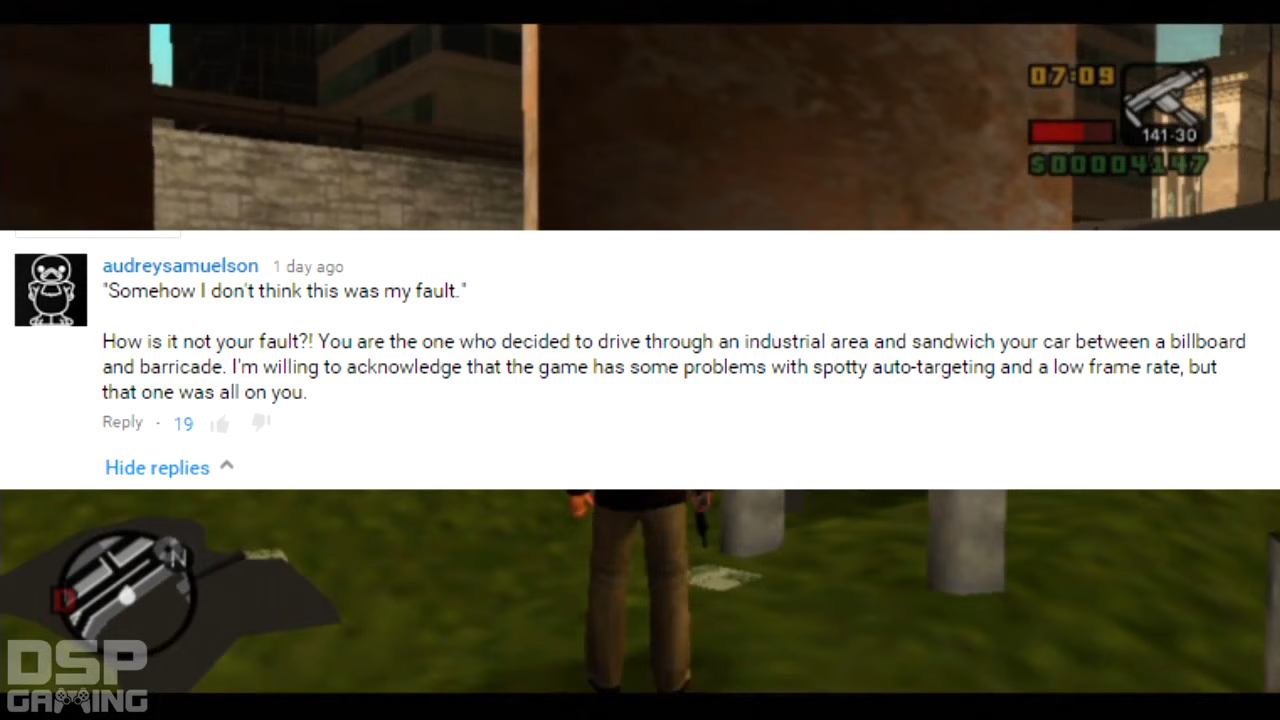 07:09
141-30
$00004147
audreysamuelson 1 day ago
"Somehow I don't think this was my fault."
How is it not your fault?! You are the one who decided to drive through an industrial area and sandwich your car between a billboard
and barricade. I'm willing to acknowledge that the game has some problems with spotty auto-targeting and a low frame rate, but
that one was all on you.
Reply · 19
Hide replies
N
D
DSP
GAMING